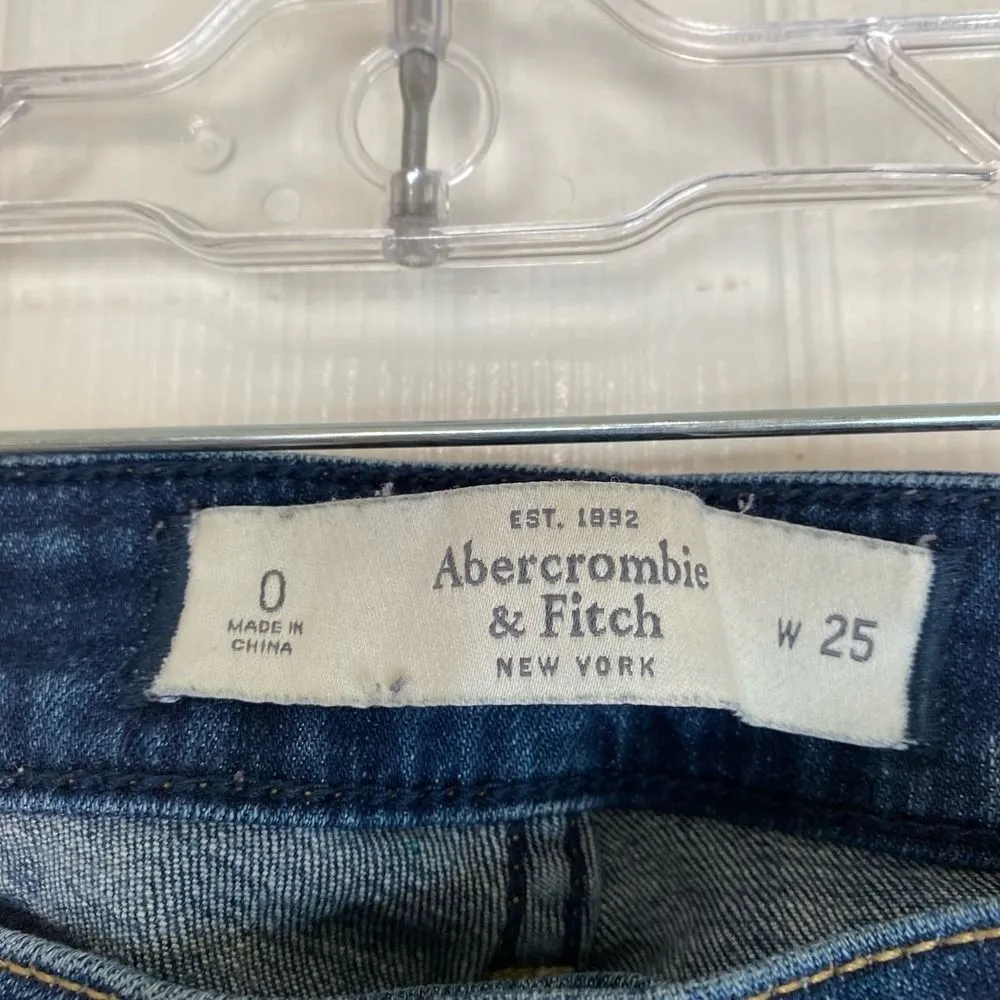 0
MADE IN
CHINA
EST. 1892
Abercrombie
& Fitch
NEW YORK
W 25